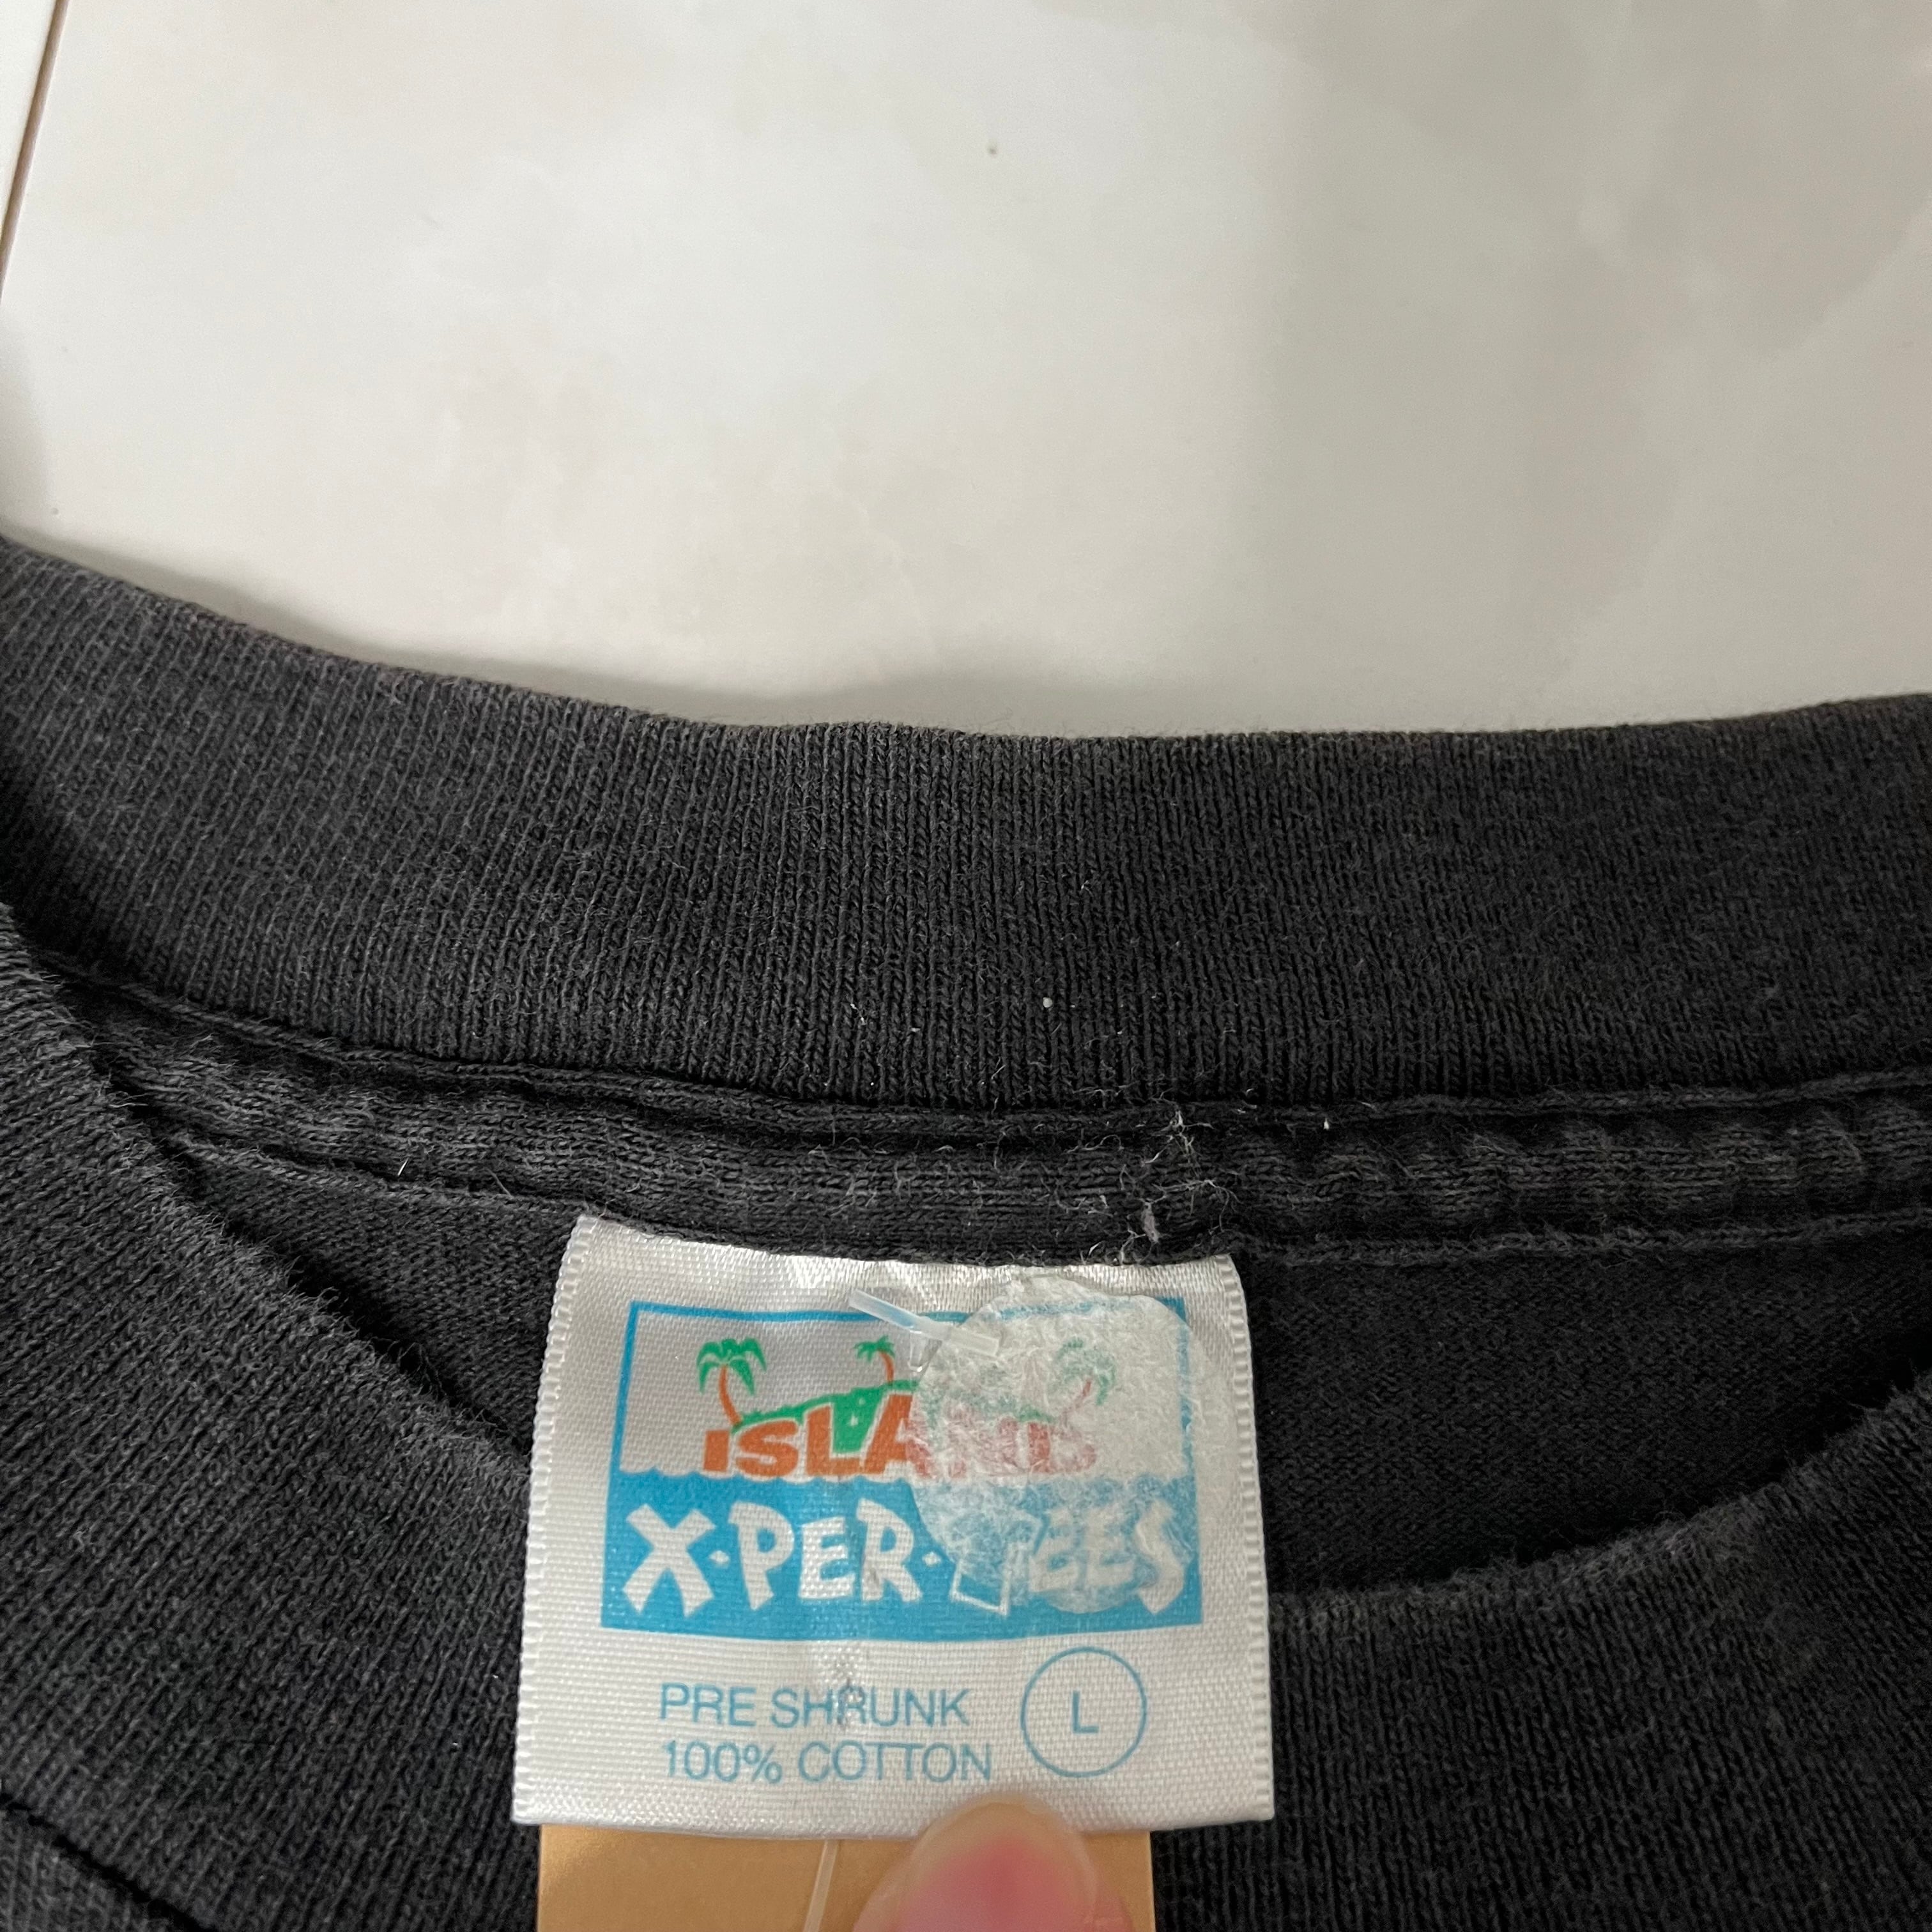 ISLAND
X·PER·TEES
PRE SHRUNK
100% COTTON
L